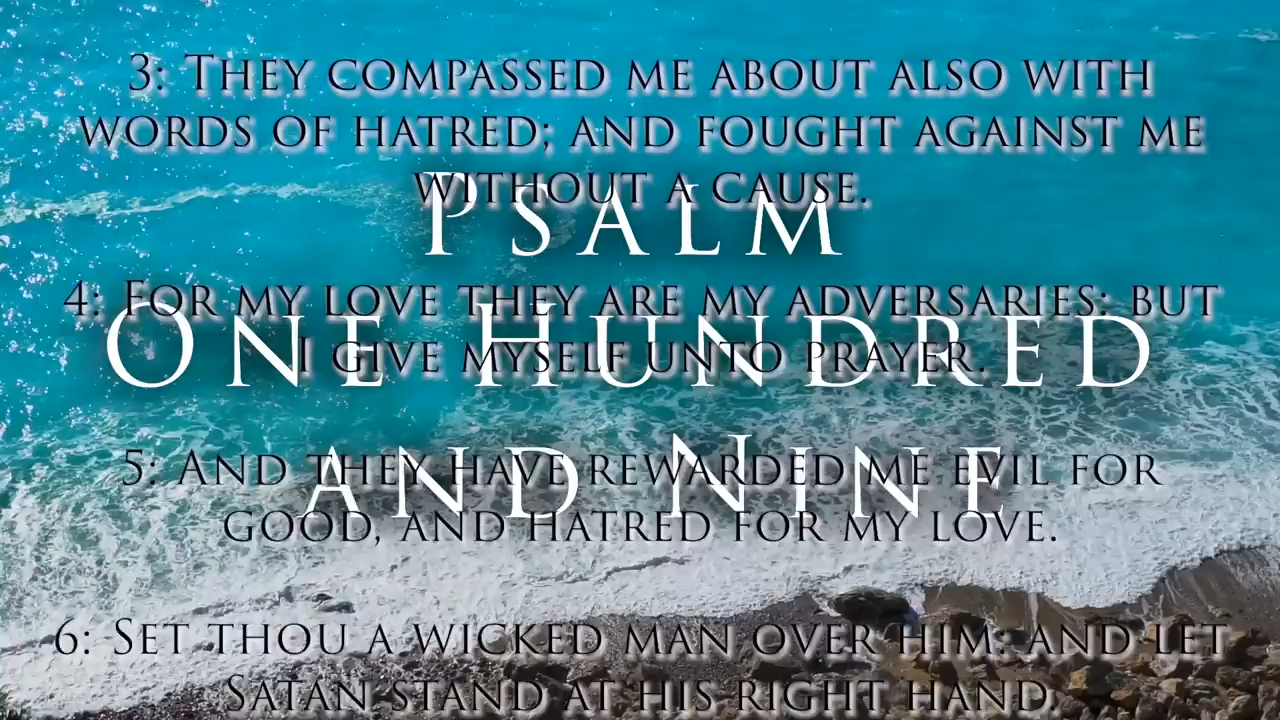 3: They compassed me about also with
words of hatred; and fought against me
without a cause.
Psalm
4: For my love they are my adversaries: but
One Hundred
I give myself unto prayer.
5: And they have rewarded me evil for
and Nine
good, and hatred for my love.
6: Set thou a wicked man over him: and let
Satan stand at his right hand.